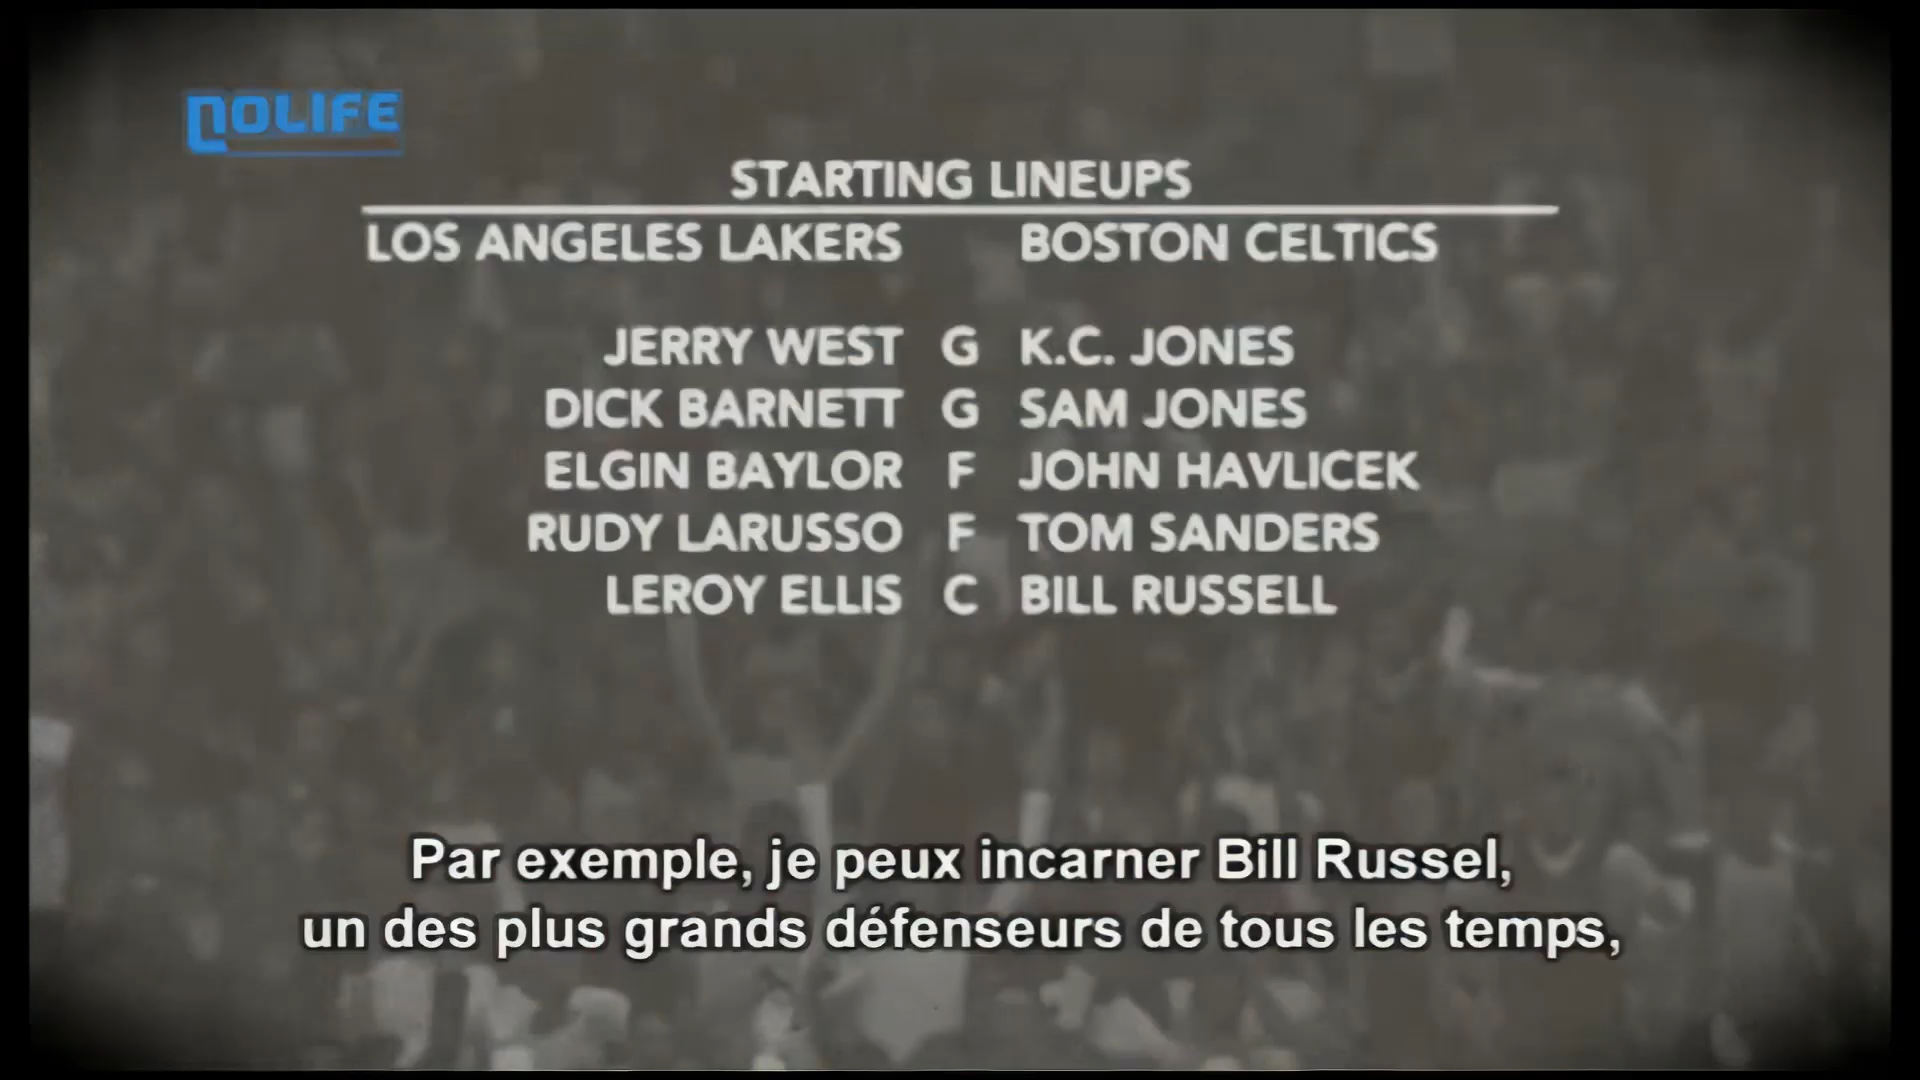 NOLIFE
STARTING LINEUPS
LOS ANGELES LAKERS BOSTON CELTICS
JERRY WEST G K.C. JONES
DICK BARNETT G SAM JONES
ELGIN BAYLOR F JOHN HAVLICEK
RUDY LARUSSO F TOM SANDERS
LEROY ELLIS C BILL RUSSELL
Par exemple, je peux incarner Bill Russel,
un des plus grands défenseurs de tous les temps,